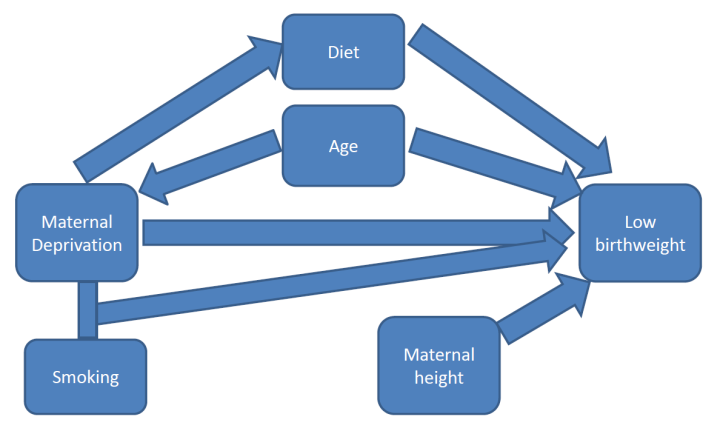 Diet
Age
Maternal
Deprivation
Low
birthweight
Maternal
height
Smoking